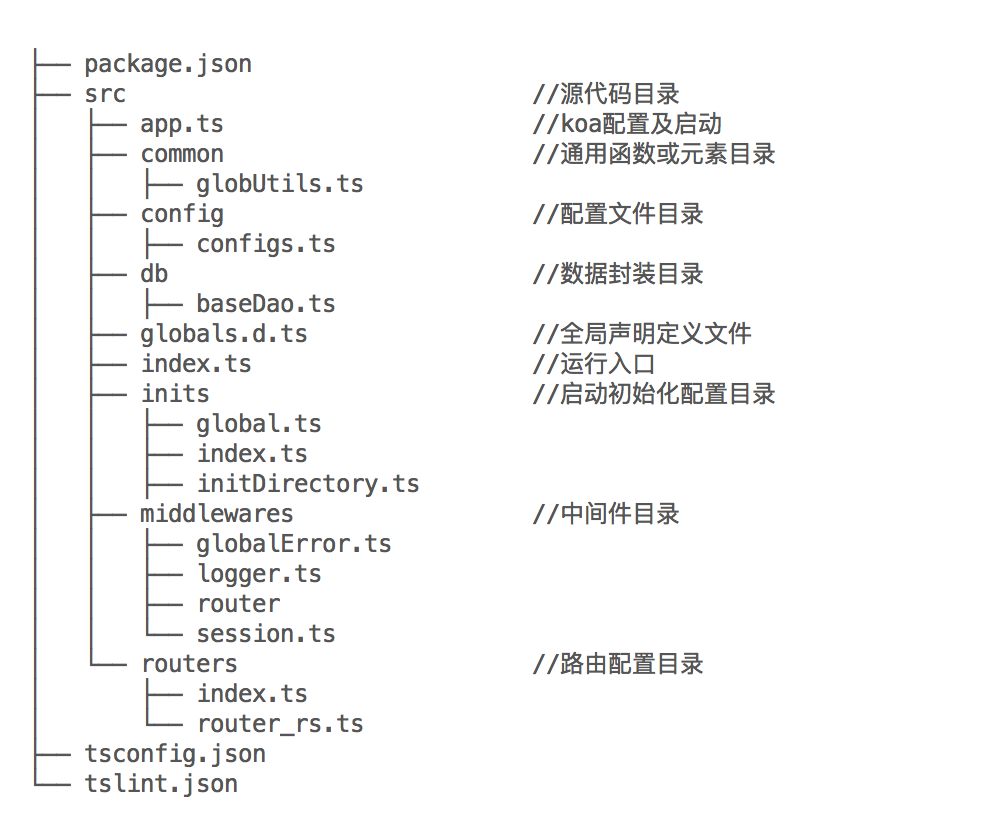 ├── package.json
├── src                              //源代码目录
│   ├── app.ts                       //koa配置及启动
│   ├── common                       //通用函数或元素目录
│   │   ├── globUtils.ts
│   ├── config                       //配置文件目录
│   │   ├── configs.ts
│   ├── db                           //数据封装目录
│   │   ├── baseDao.ts
│   ├── globals.d.ts                 //全局声明定义文件
│   ├── index.ts                     //运行入口
│   ├── inits                        //启动初始化配置目录
│   │   ├── global.ts
│   │   ├── index.ts
│   │   ├── initDirectory.ts
│   ├── middlewares                  //中间件目录
│   │   ├── globalError.ts
│   │   ├── logger.ts
│   │   ├── router
│   │   └── session.ts
│   └── routers                      //路由配置目录
│       ├── index.ts
│       └── router_rs.ts
├── tsconfig.json
└── tslint.json